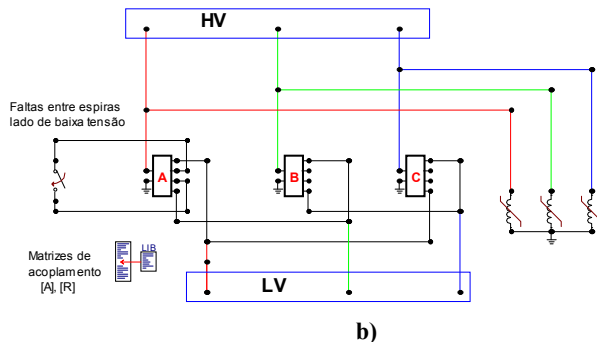 HV
Faltas entre espiras
lado de baixa tensão
A
B
C
Matrizes de
acoplamento
[A], [R]
LIB
LV
b)